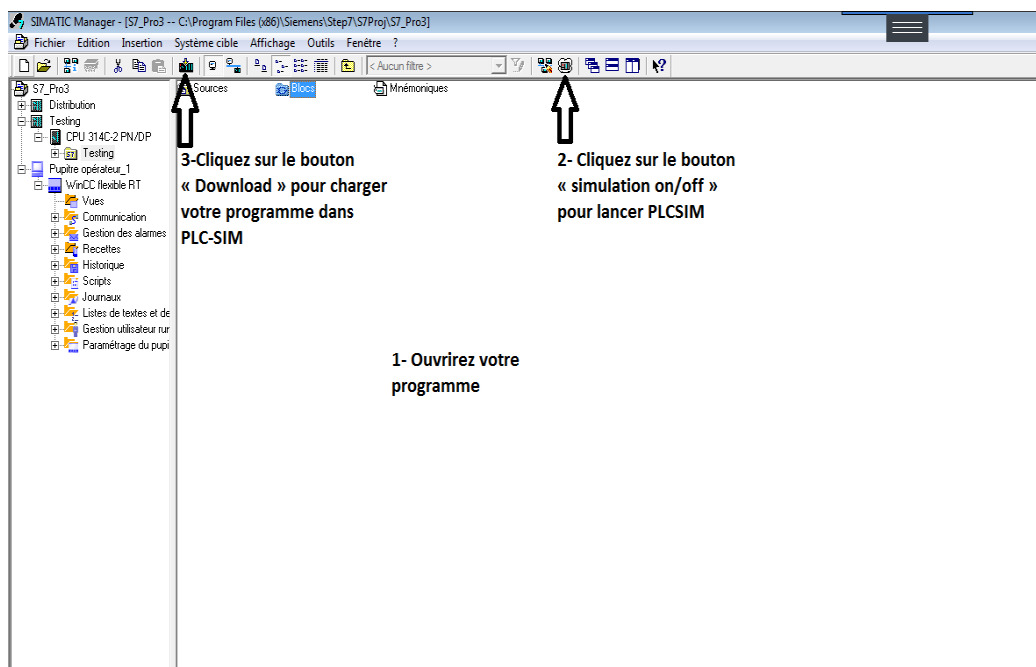 SIMATIC Manager - [S7_Pro3 -- C:\Program Files (x86)\Siemens\Step7\S7Proj\S7_Pro3]
Fichier Edition Insertion Système cible Affichage Outils Fenêtre ?
< Aucun filtre >
S7_Pro3
Distribution
Testing
CPU 314C-2 PN/DP
Testing
Pupitre opérateur_1
WinCC flexible RT
Vues
Communication
Gestion des alarmes
Recettes
Historique
Scripts
Journaux
Listes de textes et de
Gestion utilisateur rur
Paramétrage du pupi
Sources
Blocs
Mnémoniques
3-Cliquez sur le bouton
« Download » pour charger
votre programme dans
PLC-SIM
2- Cliquez sur le bouton
« simulation on/off »
pour lancer PLCSIM
1- Ouvrirez votre
programme